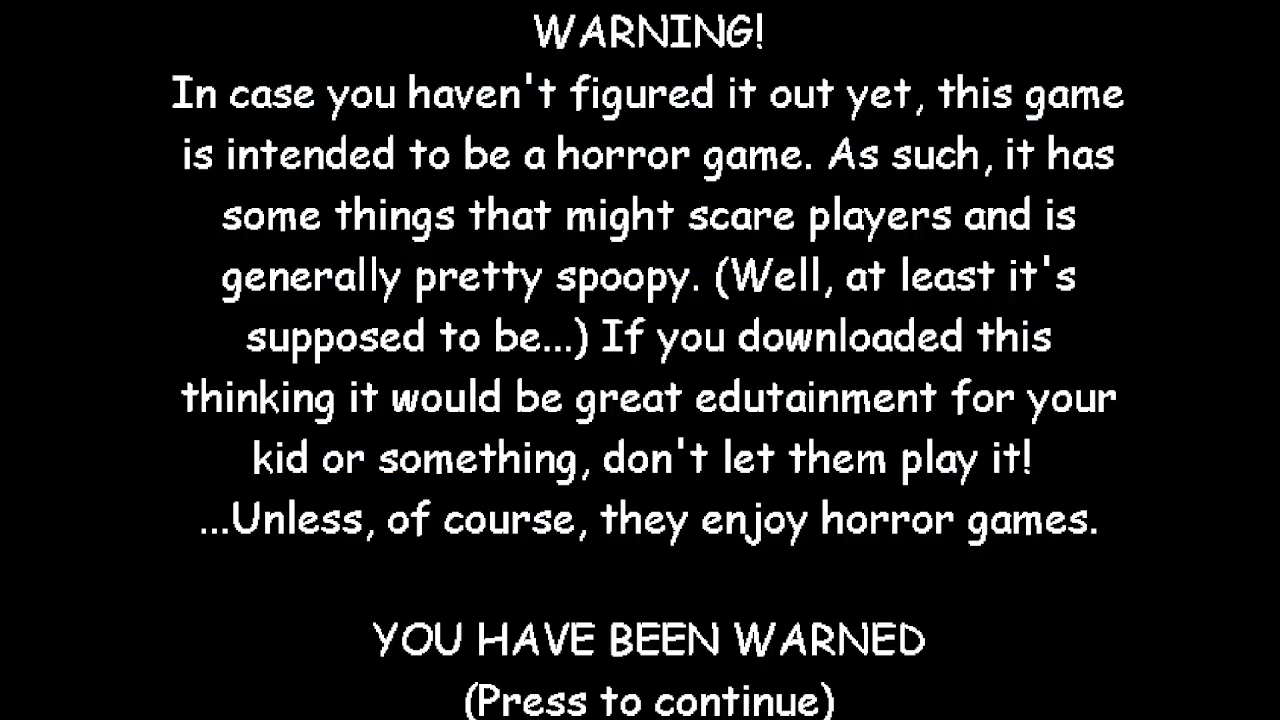 WARNING!
In case you haven't figured it out yet, this game
is intended to be a horror game. As such, it has
some things that might scare players and is
generally pretty spoopy. (Well, at least it's
supposed to be...) If you downloaded this
thinking it would be great edutainment for your
kid or something, don't let them play it!
...Unless, of course, they enjoy horror games.
YOU HAVE BEEN WARNED
(Press to continue)